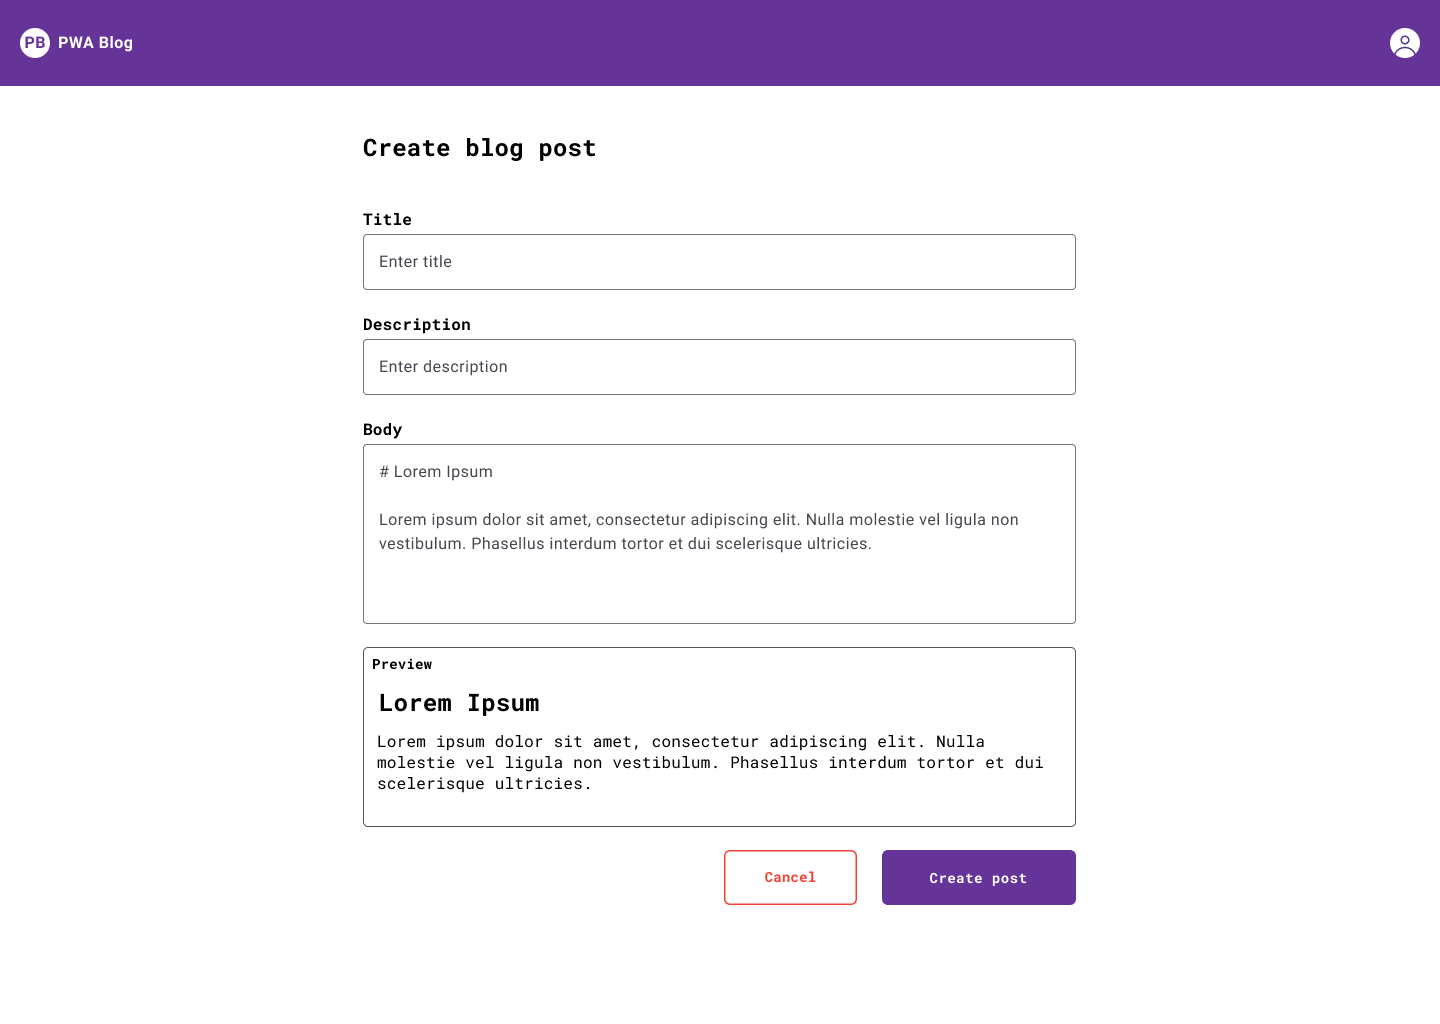 PB PWA Blog
Create blog post
Title
Enter title
Description
Enter description
Body
# Lorem Ipsum
Lorem ipsum dolor sit amet, consectetur adipiscing elit. Nulla molestie vel ligula non
vestibulum. Phasellus interdum tortor et dui scelerisque ultricies.
Preview
Lorem Ipsum
Lorem ipsum dolor sit amet, consectetur adipiscing elit. Nulla
molestie vel ligula non vestibulum. Phasellus interdum tortor et dui
scelerisque ultricies.
Cancel
Create post